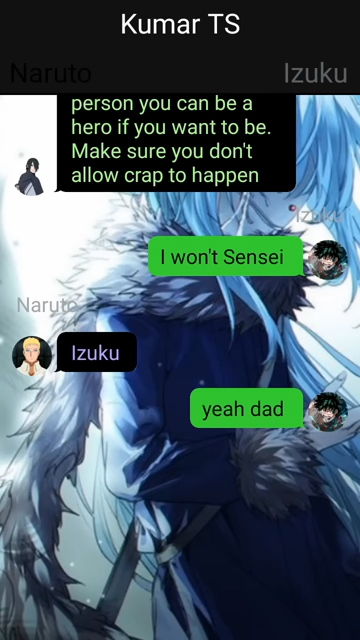 Kumar TS
Naruto Izuku
person you can be a
hero if you want to be.
Make sure you don't
allow crap to happen
Izuku
I won't Sensei
Naruto
Izuku
yeah dad